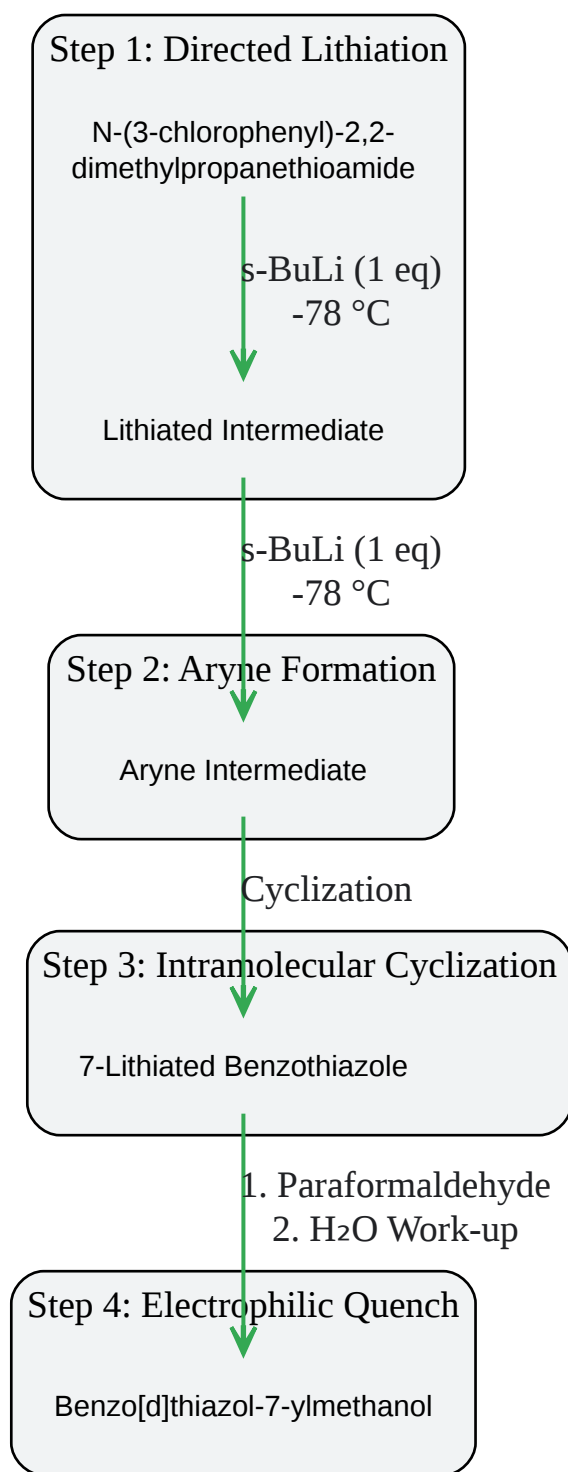 Step 1: Directed Lithiation
N-(3-chlorophenyl)-2,2-
dimethylpropanethioamide
s-BuLi (1 eq)
-78 °C
Lithiated Intermediate
s-BuLi (1 eq)
-78 °C
Step 2: Aryne Formation
Aryne Intermediate
Cyclization
Step 3: Intramolecular Cyclization
7-Lithiated Benzothiazole
1. Paraformaldehyde
2. H₂O Work-up
Step 4: Electrophilic Quench
Benzo[d]thiazol-7-ylmethanol